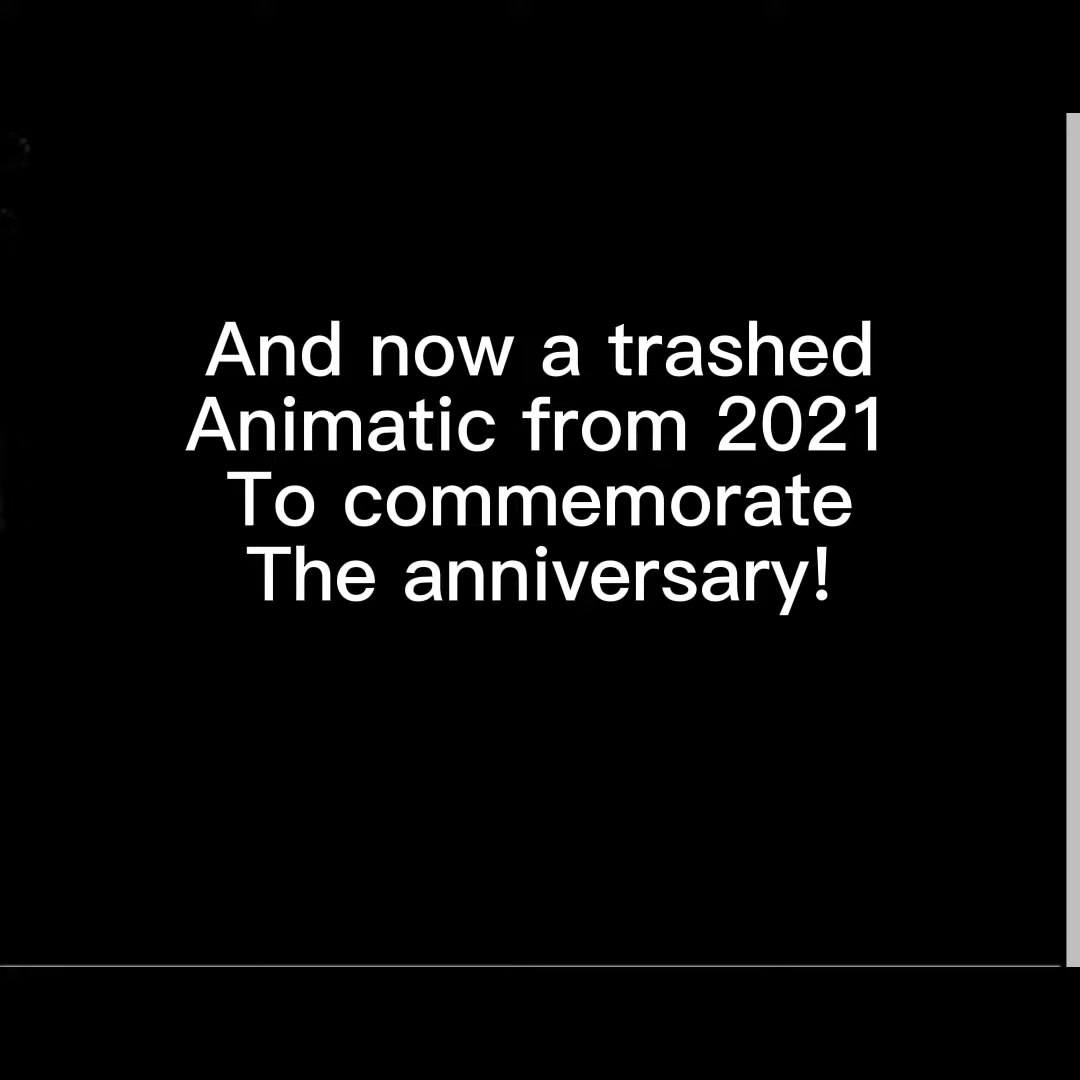 And now a trashed
Animatic from 2021
To commemorate
The anniversary!